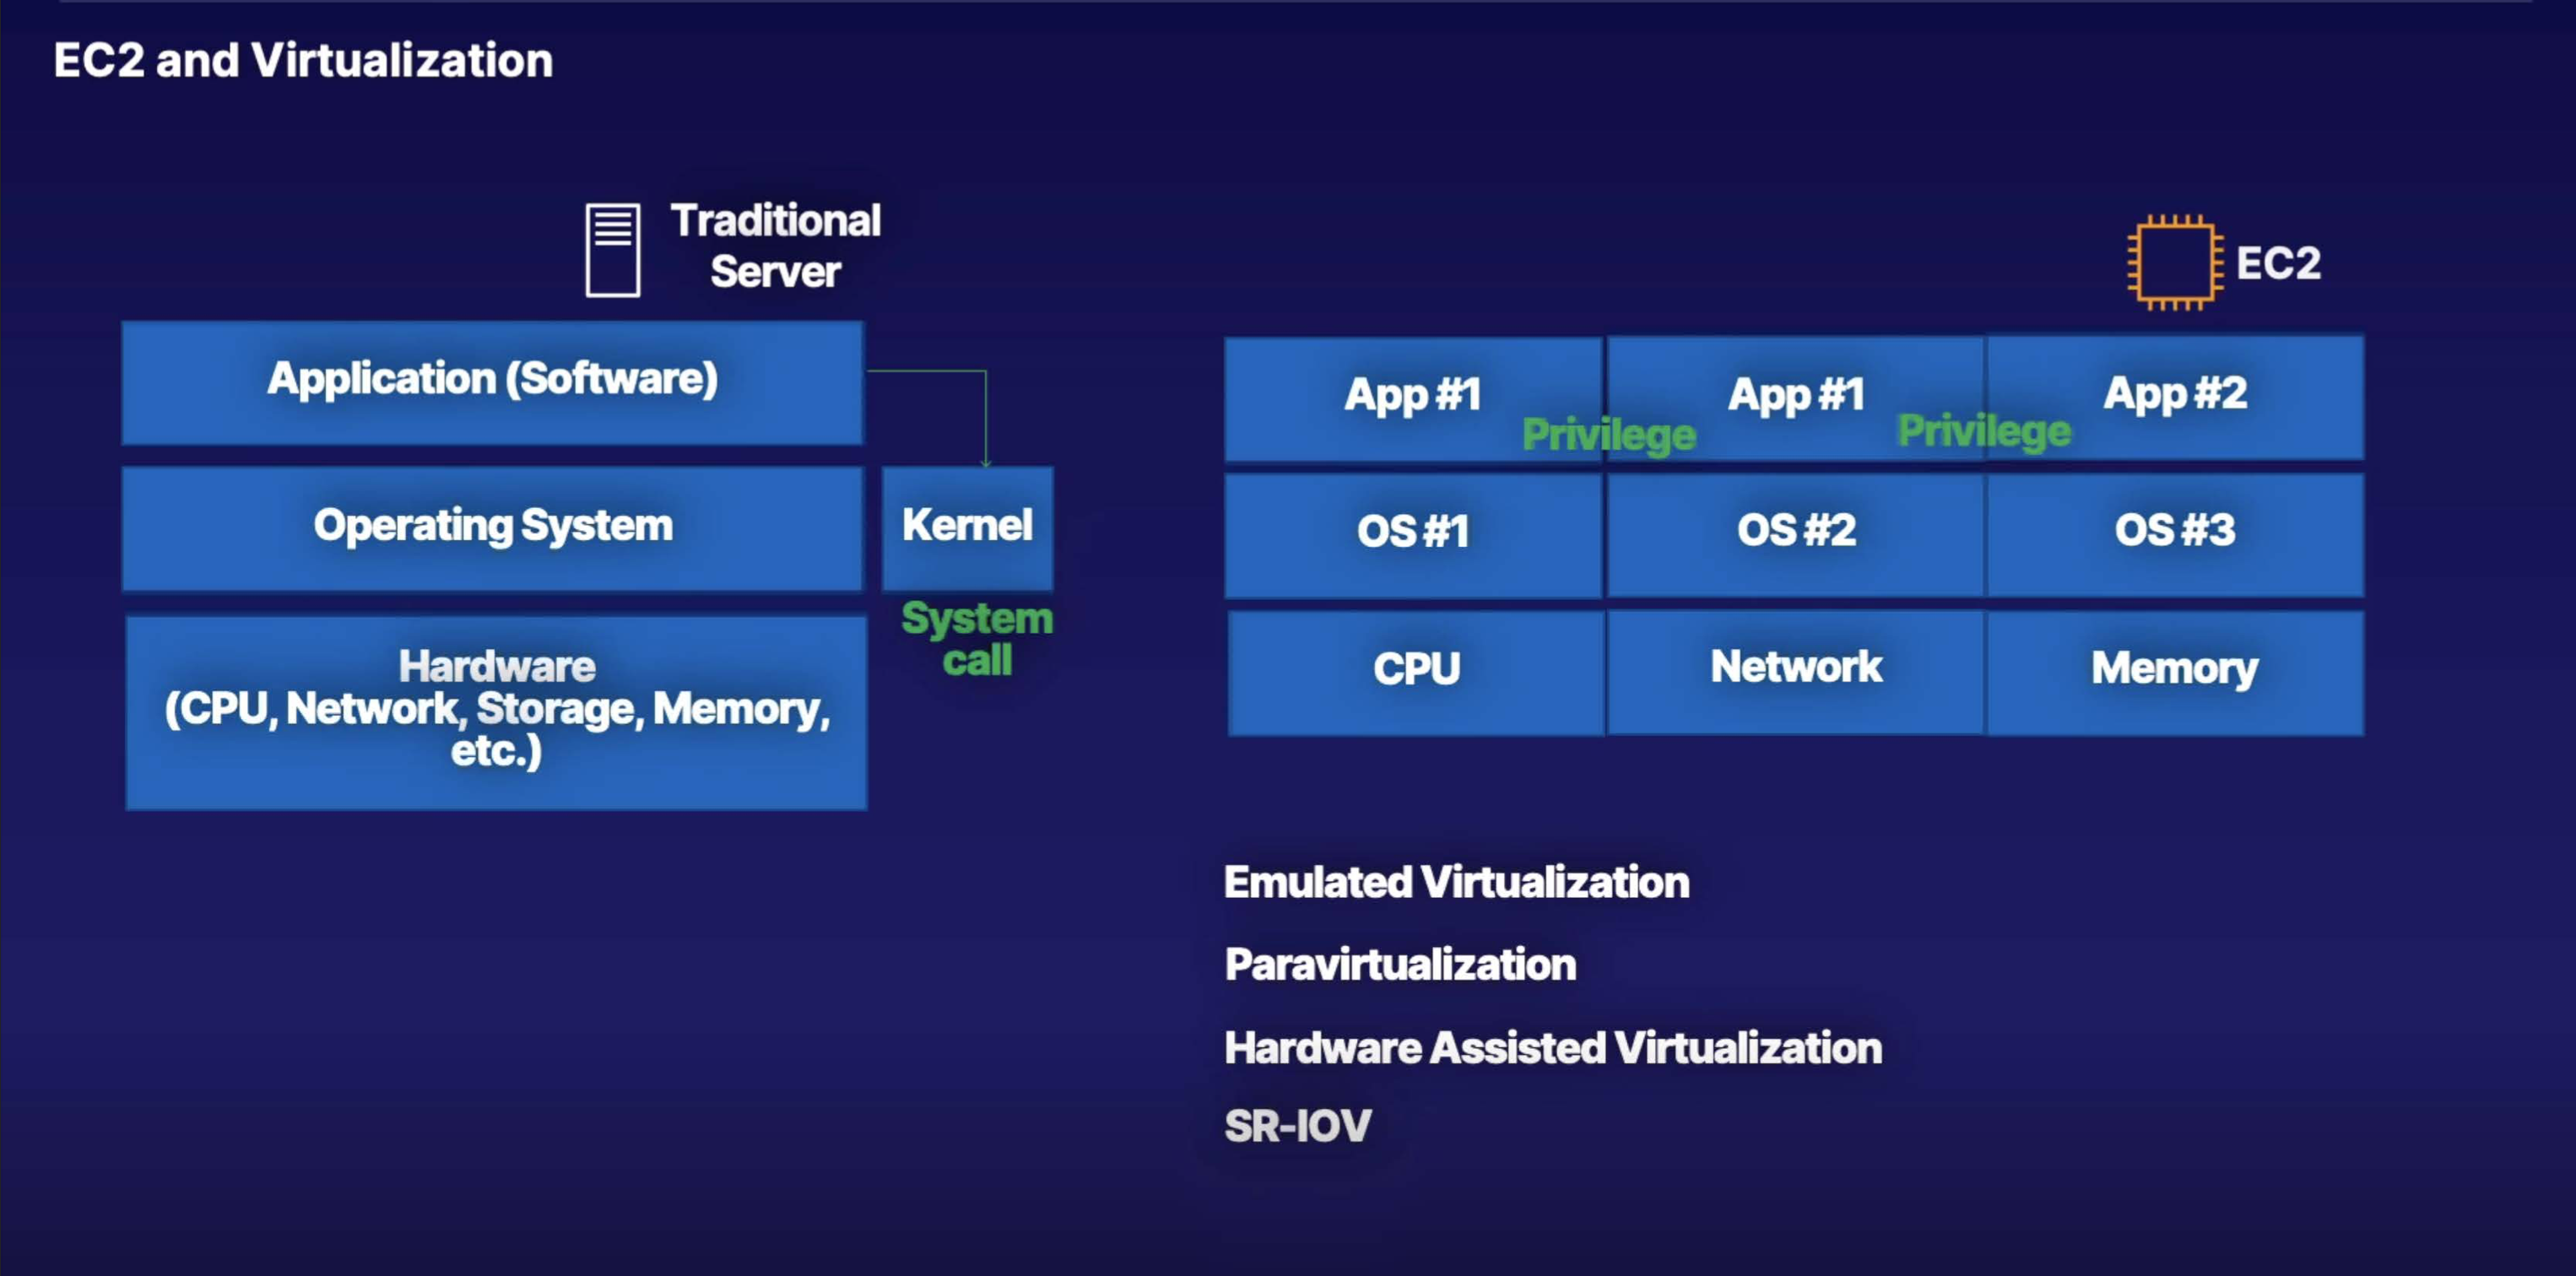 EC2 and Virtualization
Traditional
Server
Application (Software)
Operating System
Kernel
System
call
Hardware
(CPU, Network, Storage, Memory,
etc.)
EC2
App #1
App #1
App #2
Privilege
Privilege
OS #1
OS #2
OS #3
CPU
Network
Memory
Emulated Virtualization
Paravirtualization
Hardware Assisted Virtualization
SR-IOV